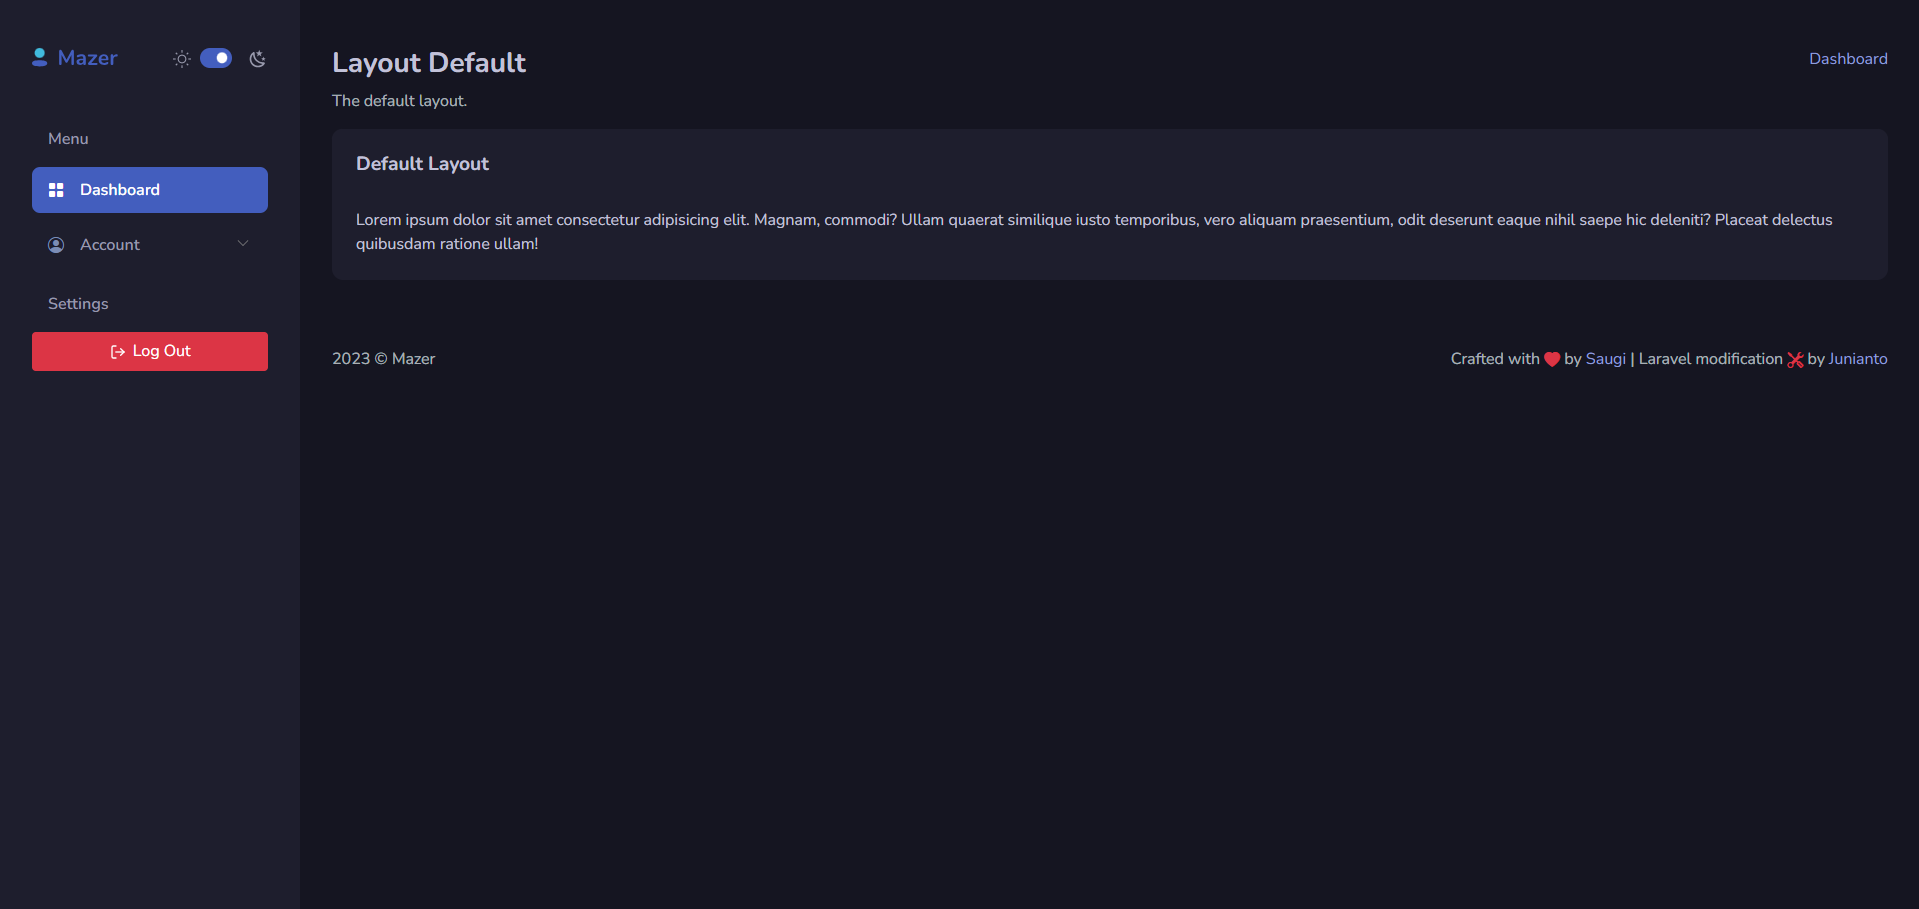 Mazer
Menu
Dashboard
Account
Settings
Log Out
Layout Default
Dashboard
The default layout.
Default Layout
Lorem ipsum dolor sit amet consectetur adipisicing elit. Magnam, commodi? Ullam quaerat similique iusto temporibus, vero aliquam praesentium, odit deserunt eaque nihil saepe hic deleniti? Placeat delectus
quibusdam ratione ullam!
2023 © Mazer
Crafted with ❤ by Saugi | Laravel modification 🛠 by Junianto